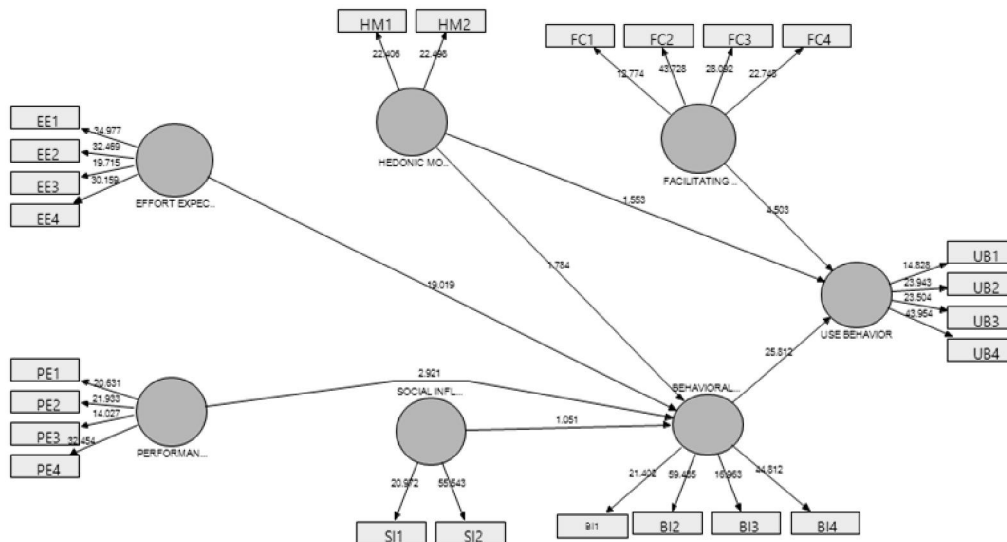 HM1 HM2
22.406 22.498
HEDONIC MO...
FC1 FC2 FC3 FC4
12.774 43.728 28.092 22.748
FACILITATING ...
EE1
EE2
EE3
EE4
34.977
32.469
19.715
30.159
EFFORT EXPEC...
1.553
4.503
1.784
19.019
UB1
UB2
UB3
UB4
14.828
23.943
23.504
43.954
USE BEHAVIOR
25.812
PE1
PE2
PE3
PE4
20.631
21.933
14.027
32.454
PERFORMAN...
2.921
SOCIAL INFL...
1.051
BEHAVIORAL...
20.972 55.543
SI1 SI2
21.402 59.435 16.963 44.812
BI1 BI2 BI3 BI4